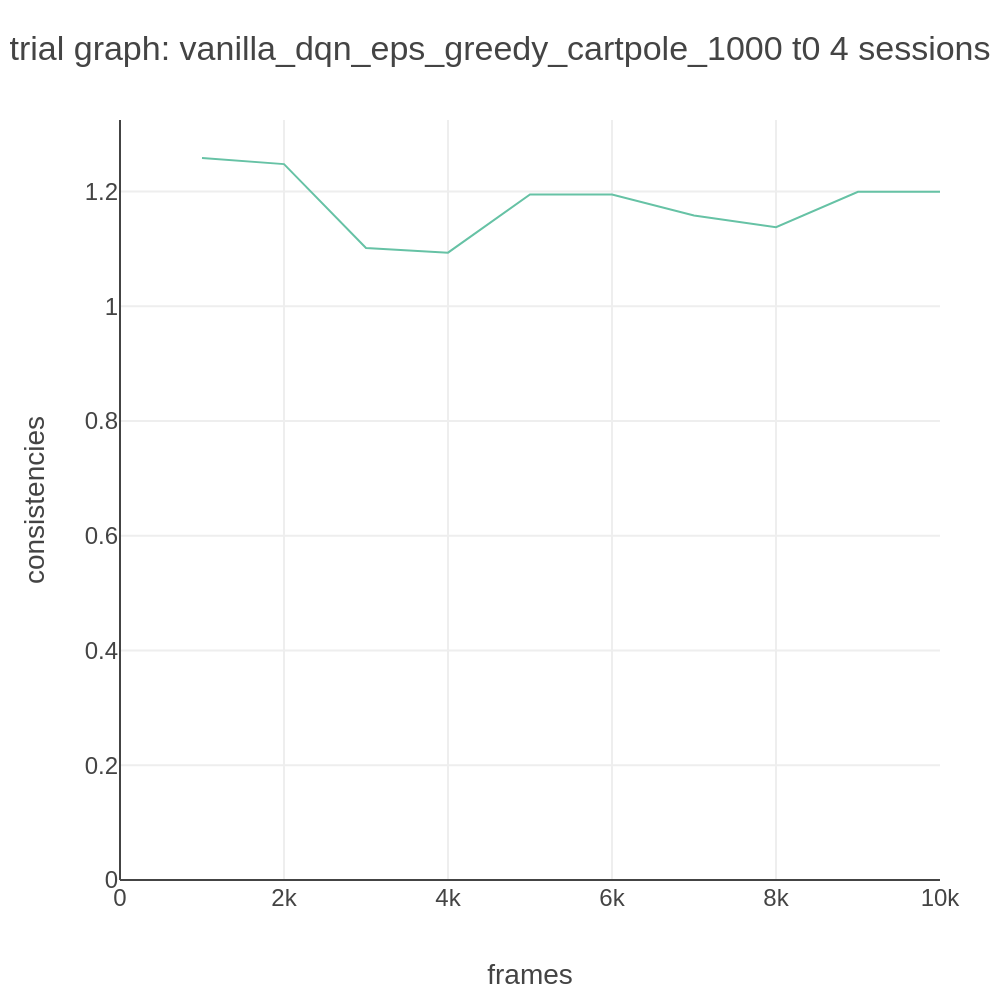 trial graph: vanilla_dqn_eps_greedy_cartpole_1000 t0 4 sessions
1.2
1
0.8
0.6
0.4
0.2
0
consistencies
0 2k 4k 6k 8k 10k
frames